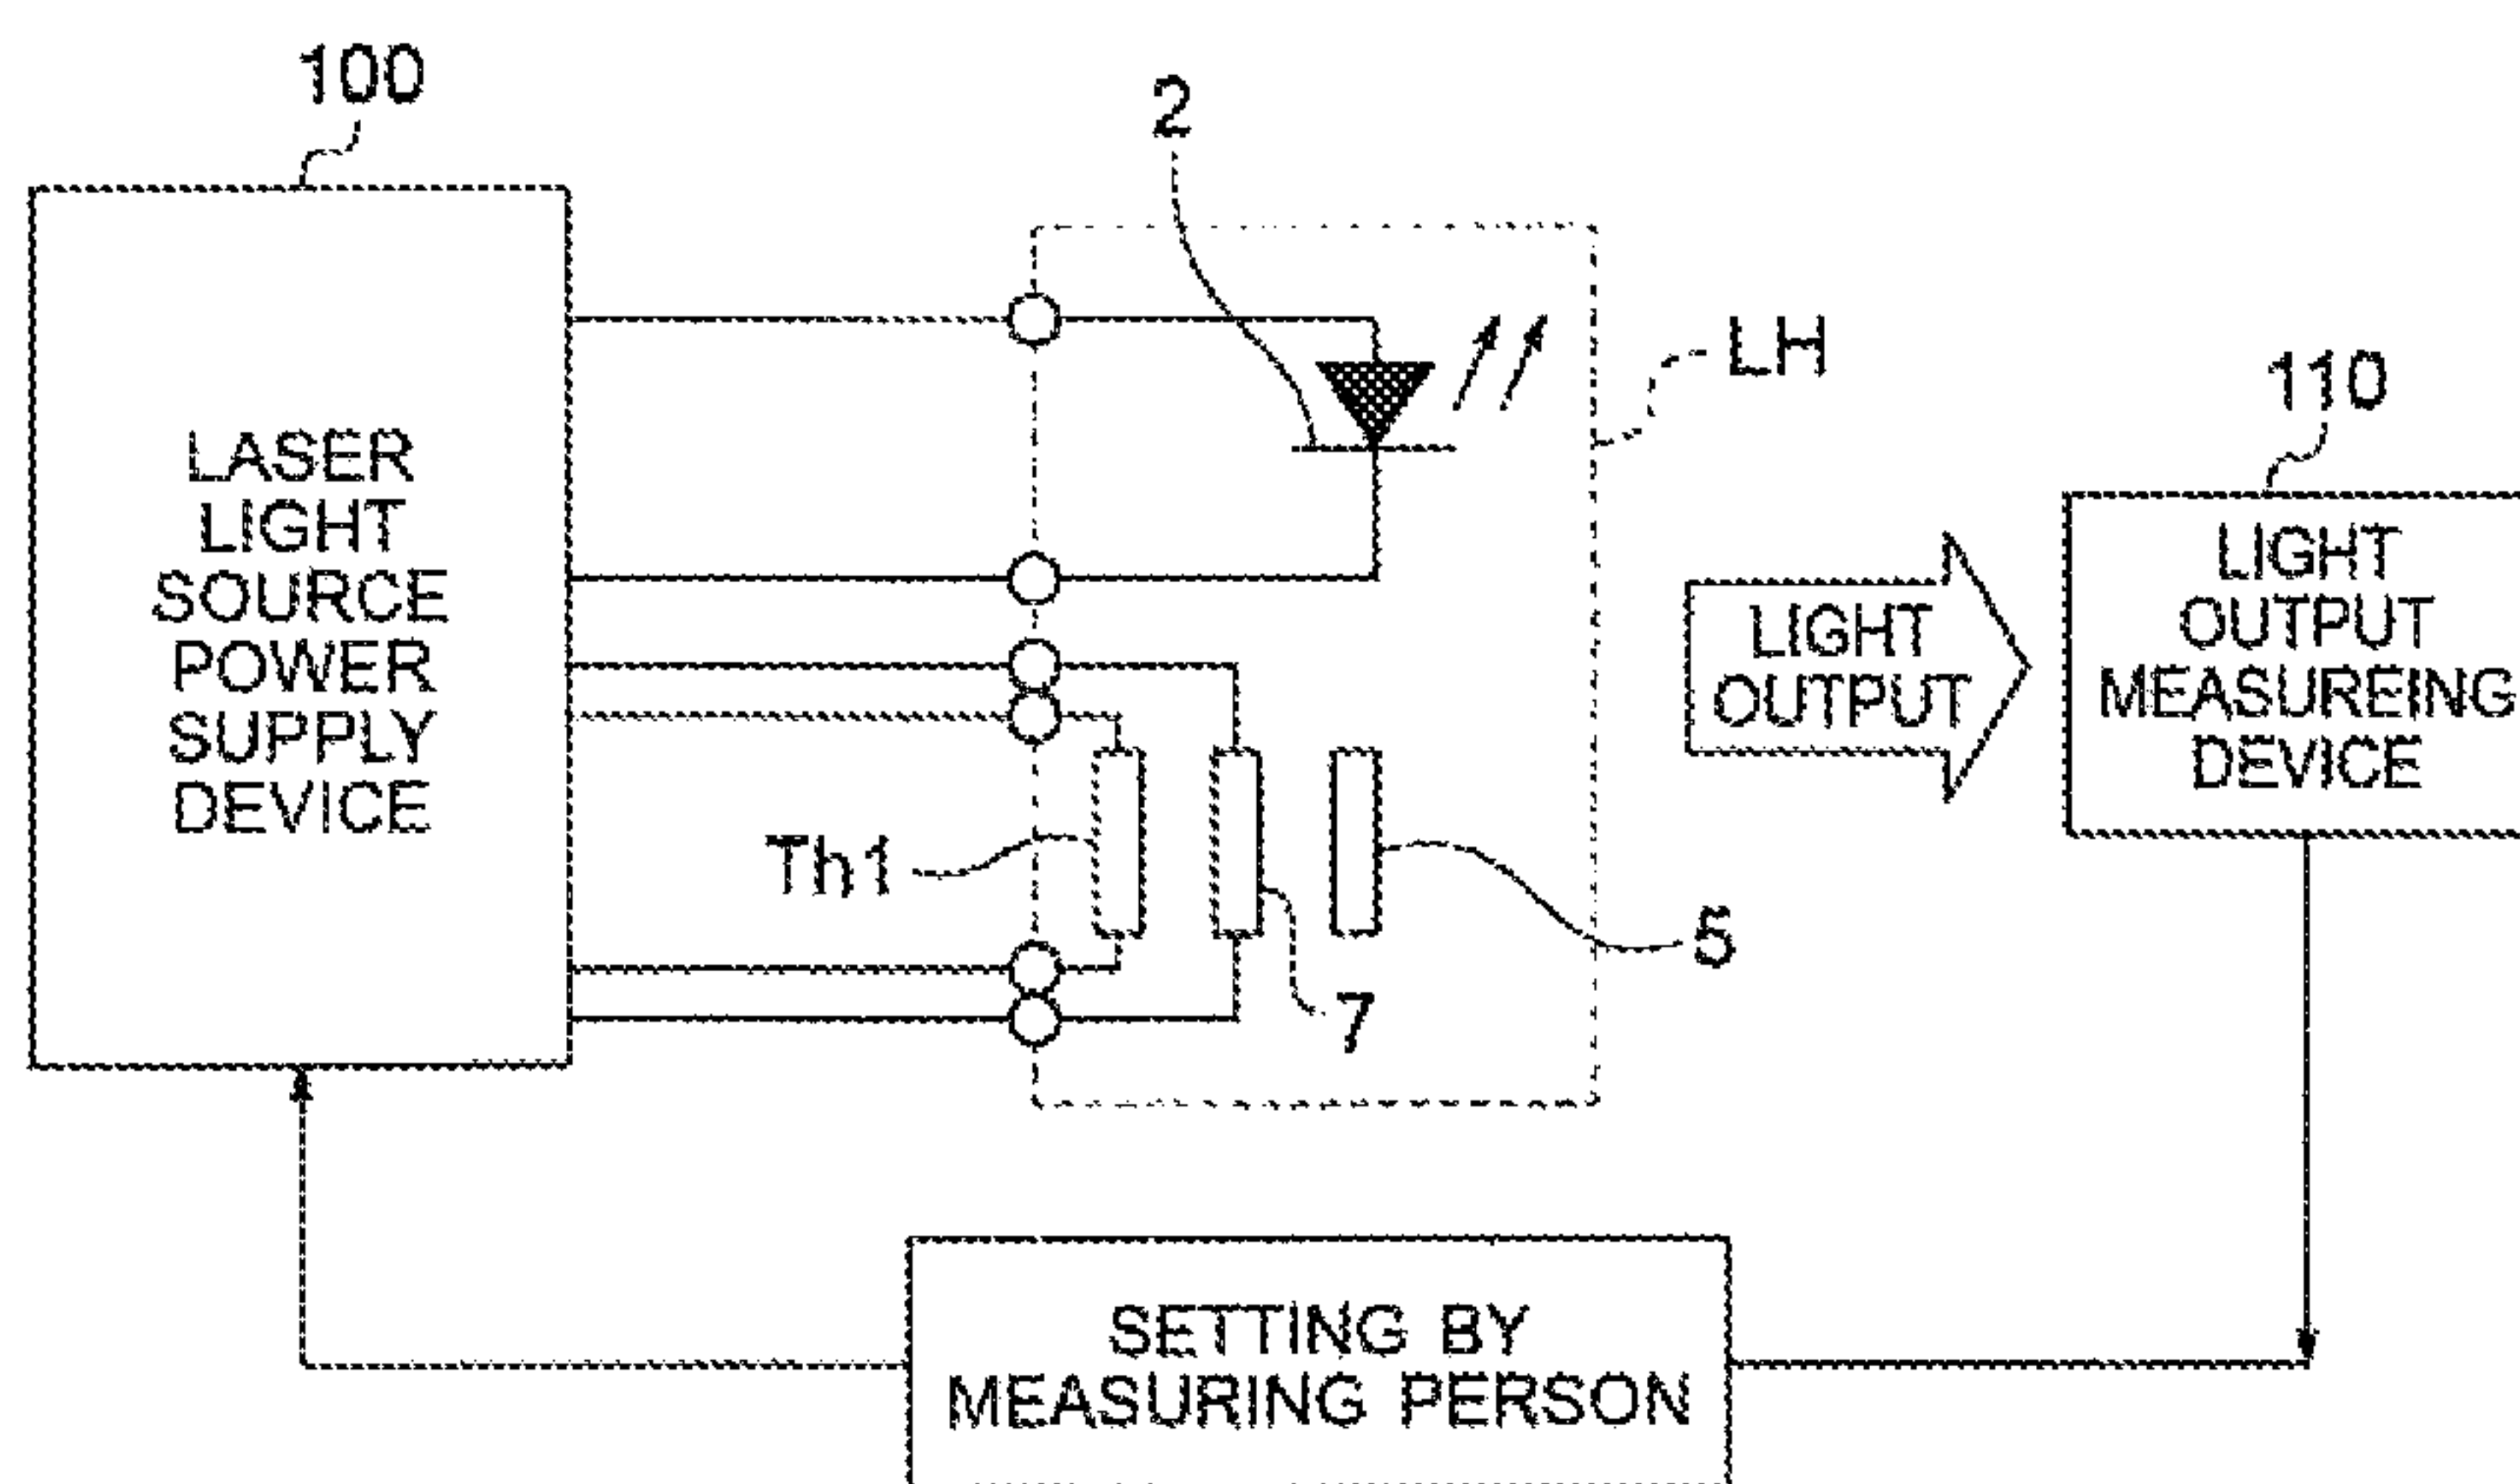 100
2
LH
110
LASER
LIGHT
SOURCE
POWER
SUPPLY
DEVICE
LIGHT
OUTPUT
LIGHT
OUTPUT
MEASUREING
DEVICE
Th1
5
7
SETTING BY
MEASURING PERSON